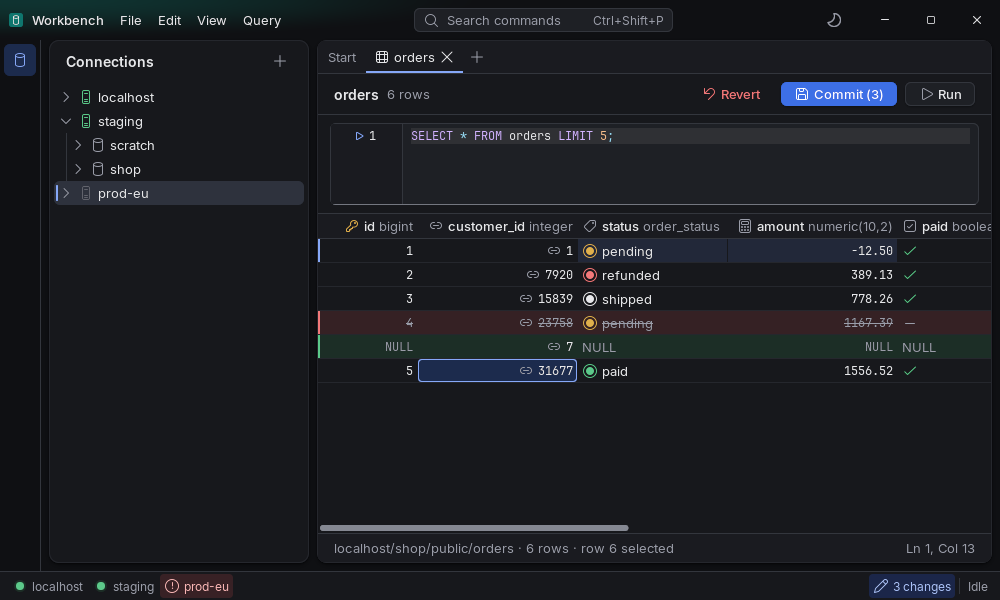 Workbench File Edit View Query Search commands Ctrl+Shift+P
Connections
localhost
staging
scratch
shop
prod-eu
Start orders
orders 6 rows Revert Commit (3) Run
1 SELECT * FROM orders LIMIT 5;
id bigint customer_id integer status order_status amount numeric(10,2) paid boolea
1 1 pending -12.50
2 7920 refunded 389.13
3 15839 shipped 778.26
4 23758 pending 1167.39
NULL 7 NULL NULL NULL
5 31677 paid 1556.52
localhost/shop/public/orders · 6 rows · row 6 selected Ln 1, Col 13
localhost staging prod-eu 3 changes Idle